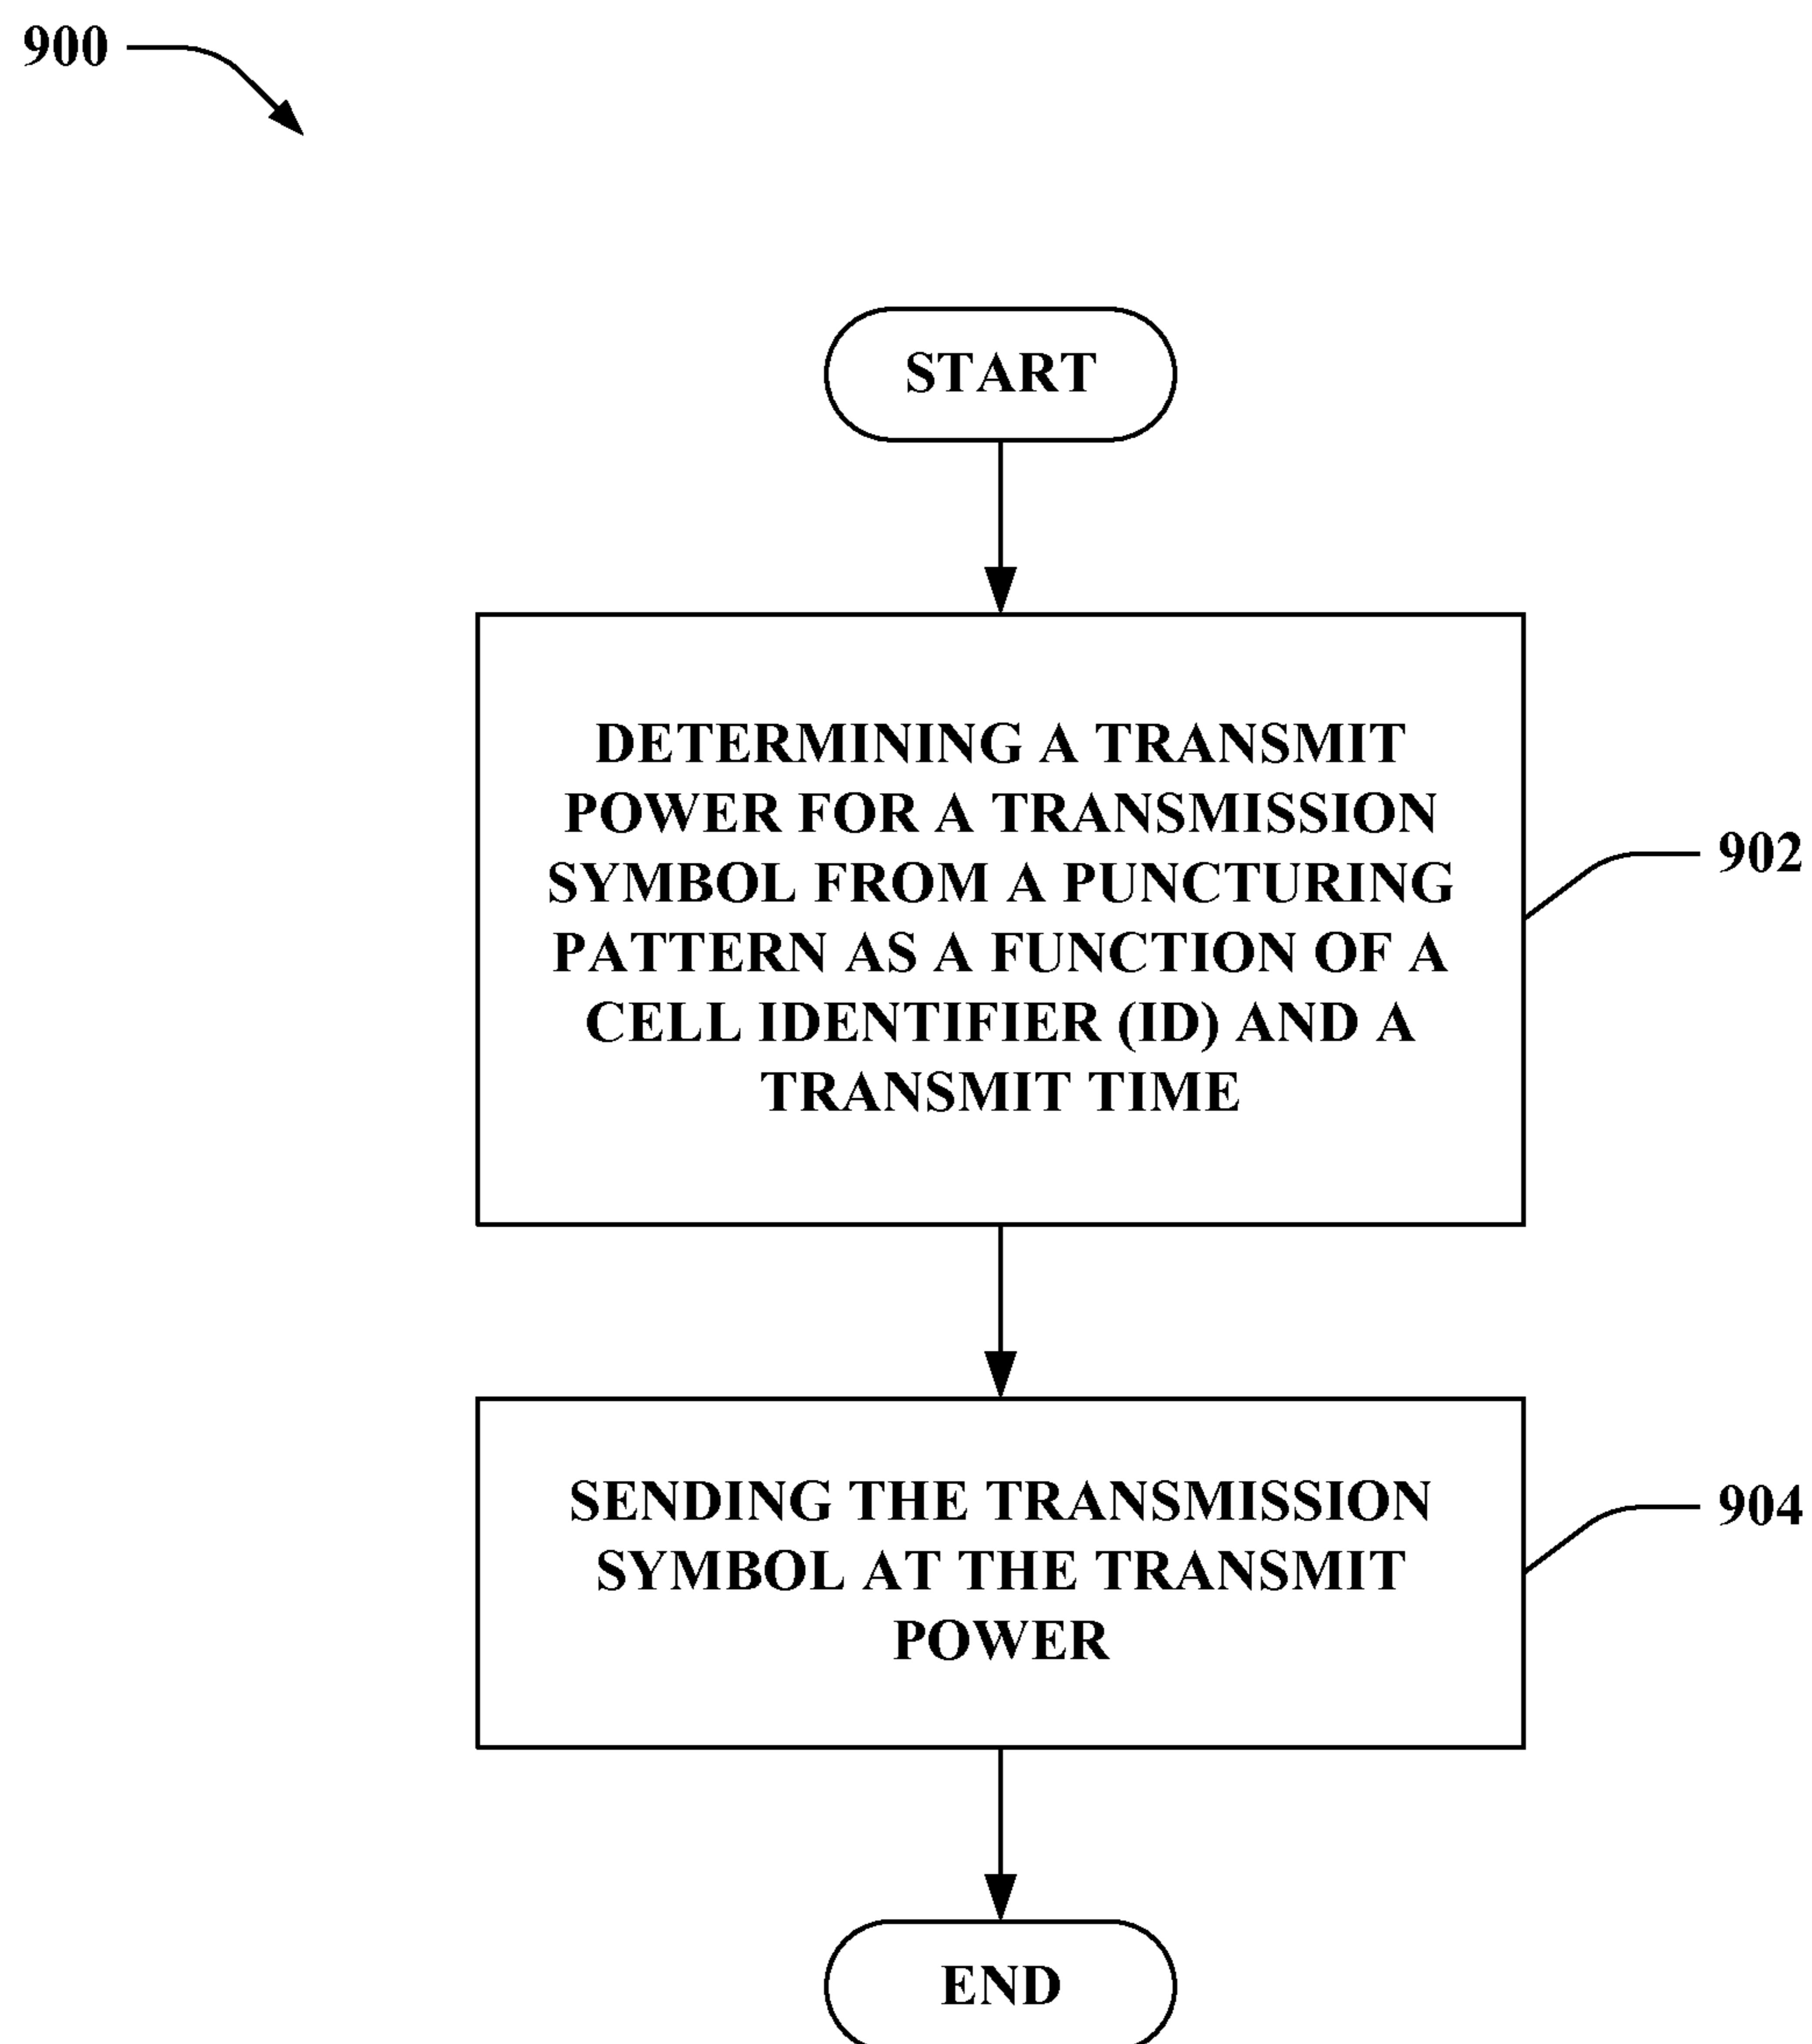 900
START
DETERMINING A TRANSMIT
POWER FOR A TRANSMISSION
SYMBOL FROM A PUNCTURING
PATTERN AS A FUNCTION OF A
CELL IDENTIFIER (ID) AND A
TRANSMIT TIME
902
SENDING THE TRANSMISSION
SYMBOL AT THE TRANSMIT
POWER
904
END